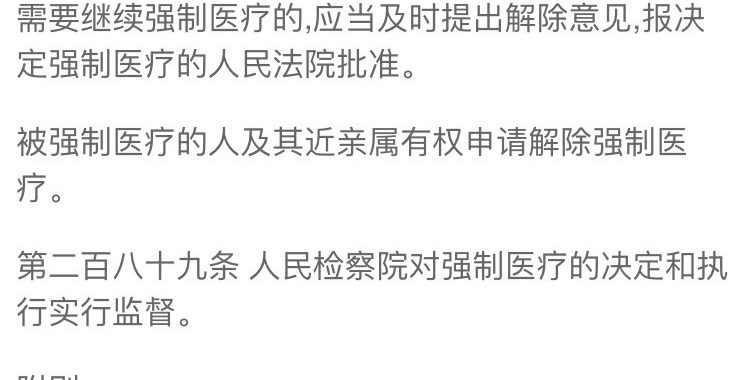 需要继续强制医疗的,应当及时提出解除意见,报决
定强制医疗的人民法院批准。
被强制医疗的人及其近亲属有权申请解除强制医
疗。
第二百八十九条 人民检察院对强制医疗的决定和执
行实行监督。